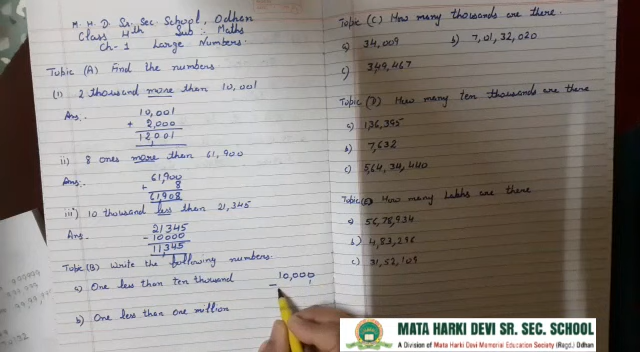 M. H. D. Sr. Sec. School, Odhan
Class 4th Sub :- Maths
Ch-1 Large Numbers.
Topic (A) Find the numbers
(i) 2 thousand more than 10,001
Ans.
10,001
+ 2,000
12,001
ii) 8 ones more than 61,900
Ans.
61,900
+ 8
61,908
iii) 10 thousand less than 21,345
Ans.
21345
- 10000
11,345
Topic (B) Write the following numbers.
a) One less than ten thousand
10,000
-
b) One less than one million
Topic (C) How many thousands are there.
a) 34,009
b) 7,01,32,020
c) 3,49,467
Topic (D) How many ten thousands are there
a) 1,36,395
b) 7,632
c) 5,64,34,440
Topic (E) How many Lakhs are there
a) 56,78,934
b) 4,83,296
c) 31,52,109
MATA HARKI DEVI SR. SEC. SCHOOL
(A Unit of Mata Harki Devi Memorial Education Society (Regd.) Odhan